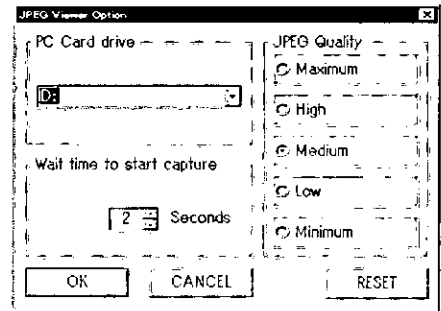 JPEG Viewer Option
PC Card drive
D:
Wait time to start capture
2 Seconds
JPEG Quality
Maximum
High
Medium
Low
Minimum
OK CANCEL RESET